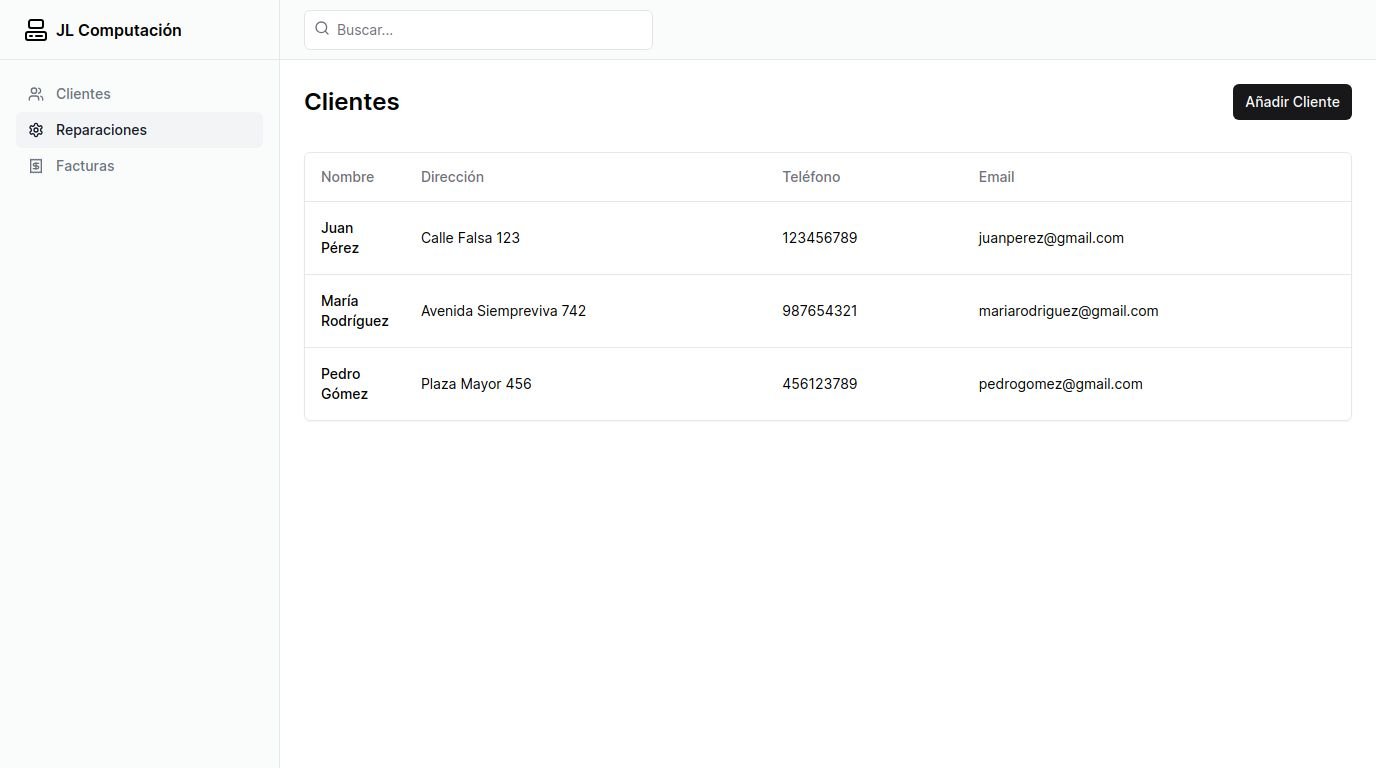 JL Computación
Buscar...
Clientes
Reparaciones
Facturas
Clientes
Añadir Cliente
Nombre Dirección Teléfono Email
Juan
Pérez
Calle Falsa 123 123456789 juanperez@gmail.com
María
Rodríguez
Avenida Siempreviva 742 987654321 mariarodriguez@gmail.com
Pedro
Gómez
Plaza Mayor 456 456123789 pedrogomez@gmail.com